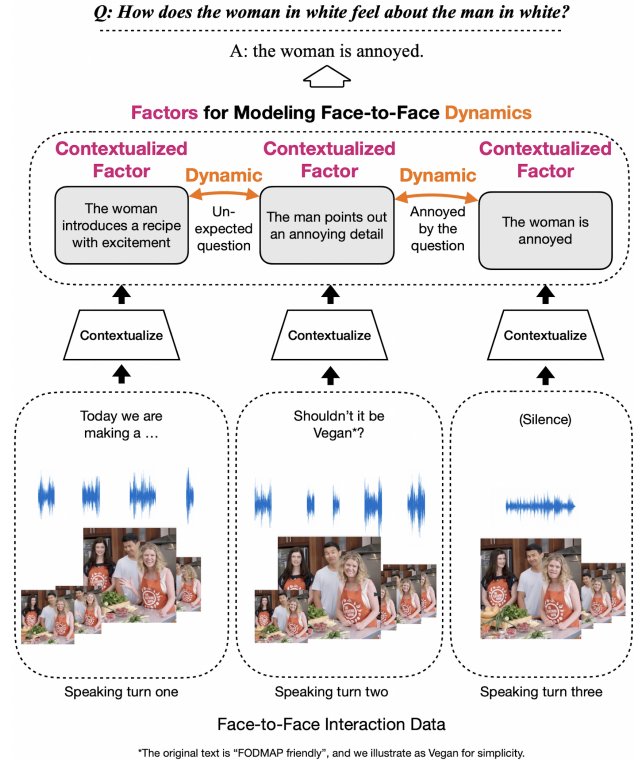 Q: How does the woman in white feel about the man in white?
A: the woman is annoyed.
Factors for Modeling Face-to-Face Dynamics
Contextualized
Factor
Dynamic
Contextualized
Factor
Dynamic
Contextualized
Factor
The woman
introduces a recipe
with excitement
Un-
expected
question
The man points out
an annoying detail
Annoyed
by the
question
The woman is
annoyed
Contextualize
Contextualize
Contextualize
Today we are
making a ...
Shouldn't it be
Vegan*?
(Silence)
Speaking turn one
Speaking turn two
Speaking turn three
Face-to-Face Interaction Data
*The original text is "FODMAP friendly", and we illustrate as Vegan for simplicity.